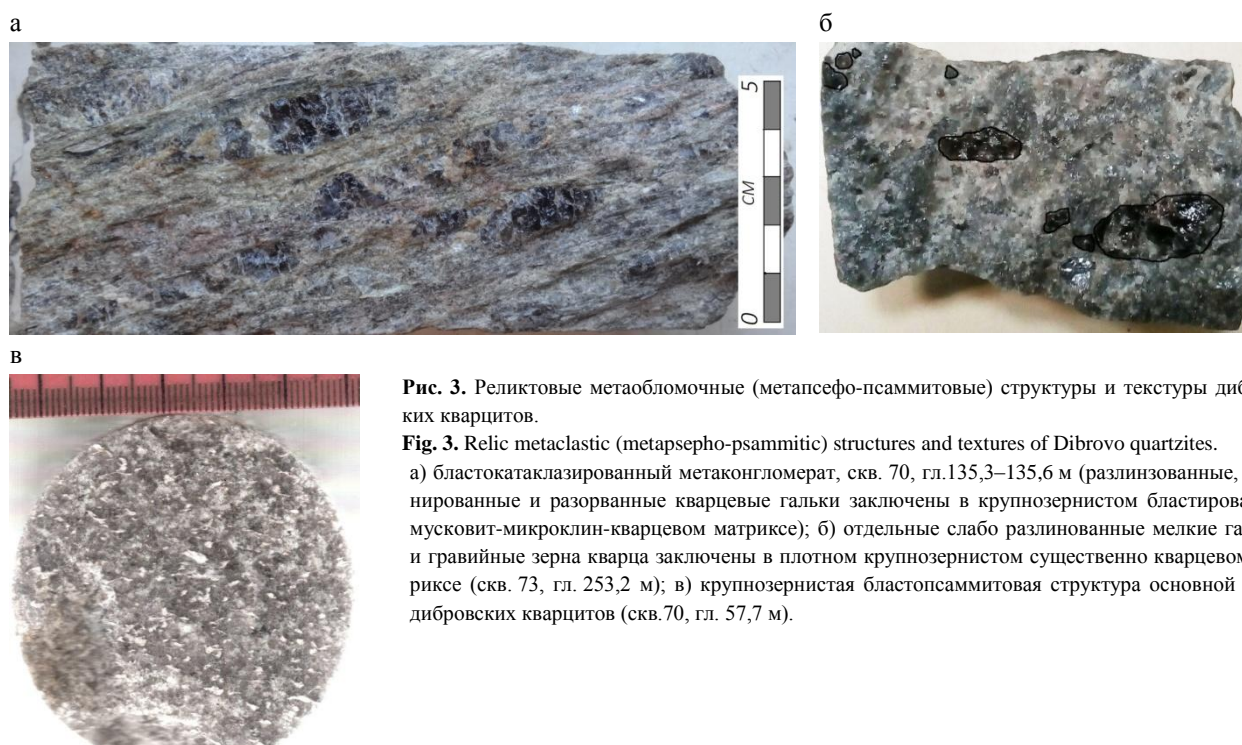 а
б
5
см
0
в
Рис. 3. Реликтовые метаобломочные (метапсефо-псаммитовые) структуры и текстуры диб
ких кварцитов.
Fig. 3. Relic metaclastic (metapsepho-psammitic) structures and textures of Dibrovo quartzites.
а) бластокатаклазированный метаконгломерат, скв. 70, гл.135,3–135,6 м (разлинзованные,
нированные и разорванные кварцевые гальки заключены в крупнозернистом бластирова
мусковит-микроклин-кварцевом матриксе); б) отдельные слабо разлинованные мелкие га
и гравийные зерна кварца заключены в плотном крупнозернистом существенно кварцевом
риксе (скв. 73, гл. 253,2 м); в) крупнозернистая бластопсаммитовая структура основной
дибровских кварцитов (скв.70, гл. 57,7 м).